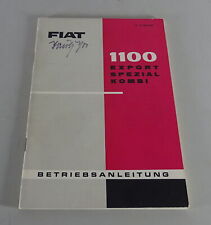 FIAT
1100
EXPORT
SPEZIAL
KOMBI
BETRIEBSANLEITUNG